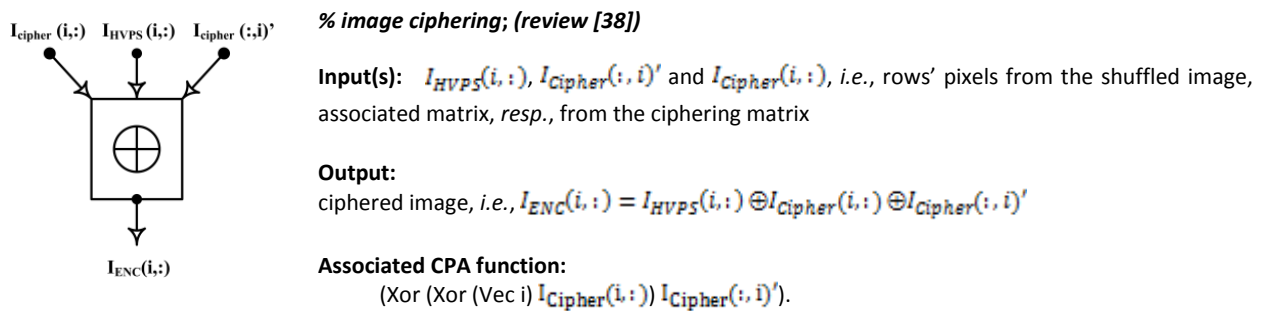 I_cipher (i,:) I_HVPS (i,:) I_cipher (:,i)’
I_ENC(i,:)
% image ciphering; (review [38])
Input(s): I_HVPS(i,:), I_Cipher(:,i)′ and I_Cipher(i,:), i.e., rows’ pixels from the shuffled image,
associated matrix, resp., from the ciphering matrix
Output:
ciphered image, i.e., I_ENC(i,:) = I_HVPS(i,:) ⊕I_Cipher(i,:) ⊕I_Cipher(:,i)′
Associated CPA function:
(Xor (Xor (Vec i) I_Cipher(i,:)) I_Cipher(:,i)′).